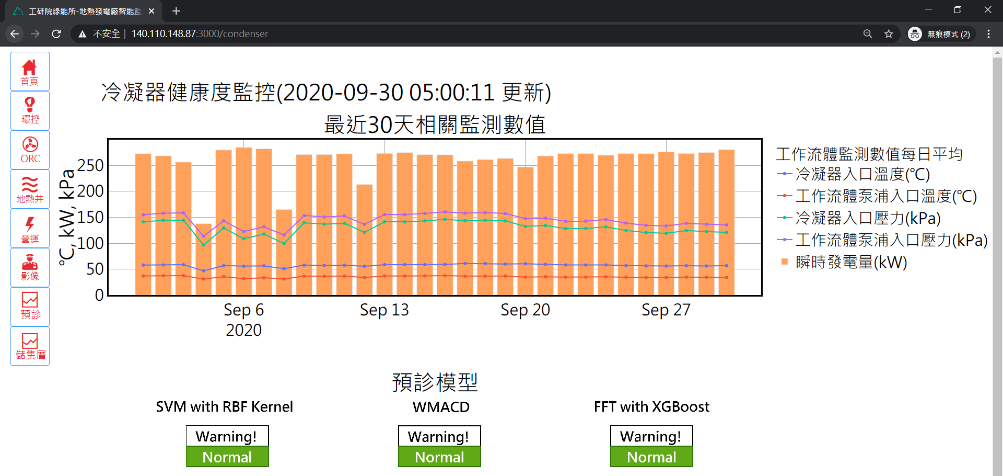 工研院綠能所-地熱發電廠智能監
不安全
140.110.148.87:3000/condenser
無痕模式 (2)
首頁
環控
ORC
地熱井
營運
影像
預診
儲集層
冷凝器健康度監控(2020-09-30 05:00:11 更新)
最近30天相關監測數值
℃, kW, kPa
250
200
150
100
50
0
Sep 6
2020
Sep 13
Sep 20
Sep 27
工作流體監測數值每日平均
冷凝器入口溫度(℃)
工作流體泵浦入口溫度(℃)
冷凝器入口壓力(kPa)
工作流體泵浦入口壓力(kPa)
瞬時發電量(kW)
預診模型
SVM with RBF Kernel
WMACD
FFT with XGBoost
Warning!
Warning!
Warning!
Normal
Normal
Normal